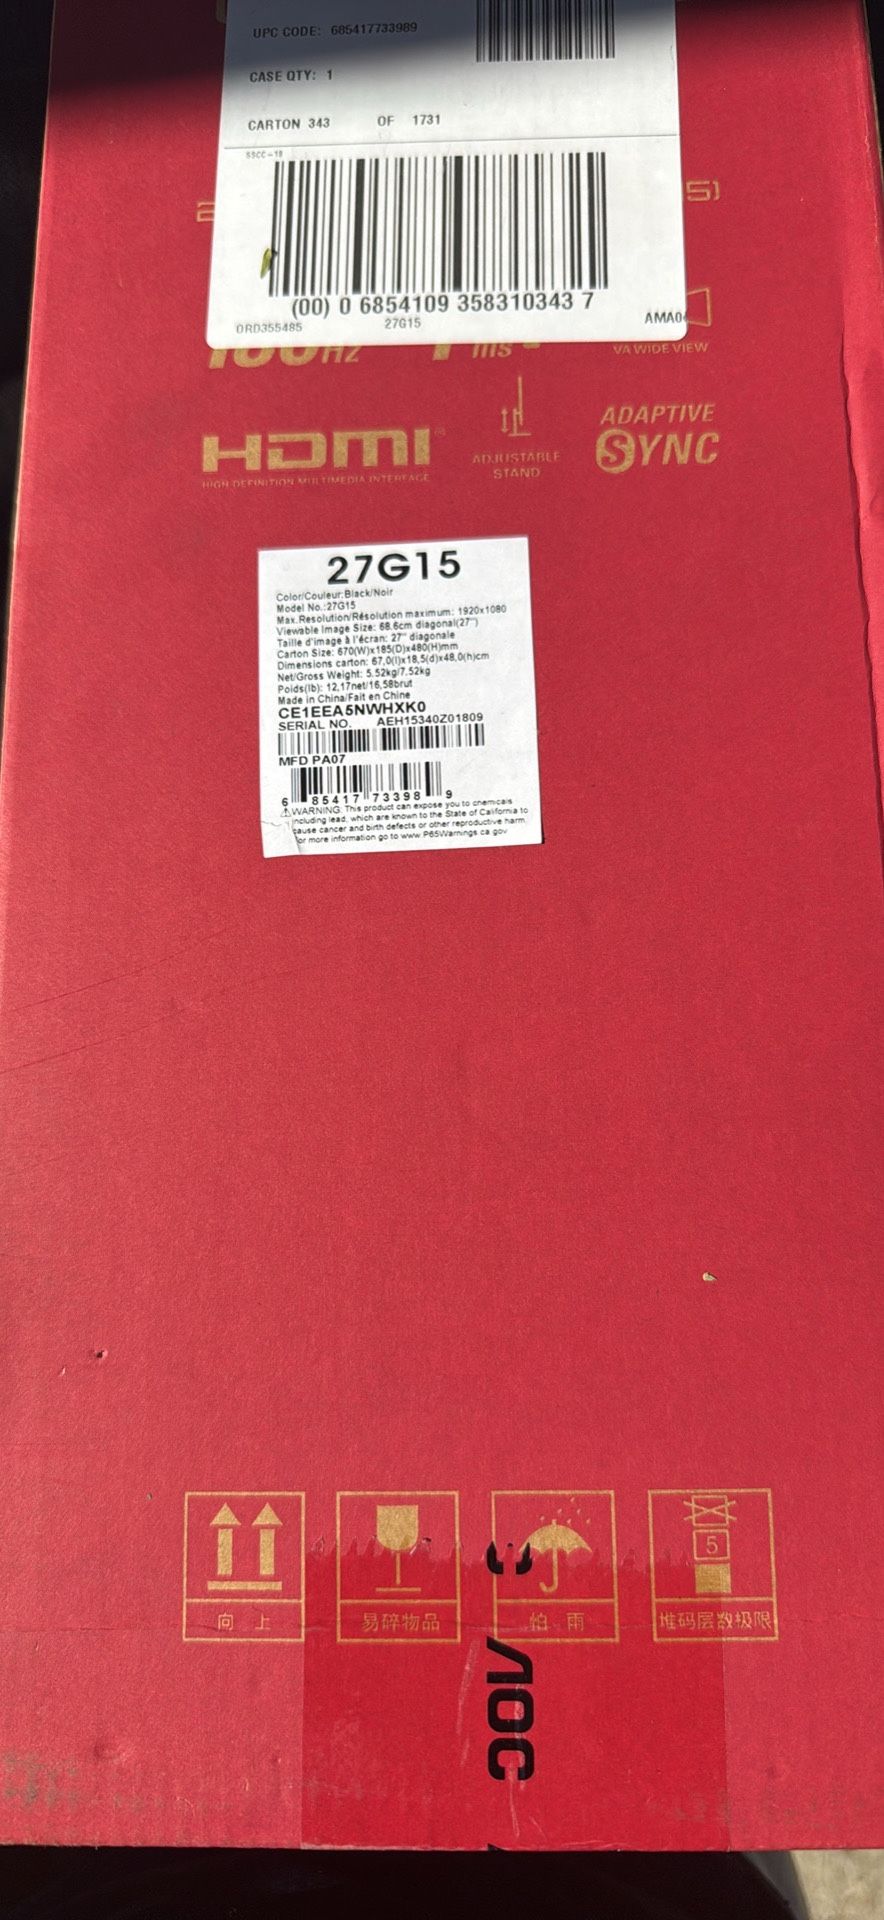 UPC CODE: 685417733989
CASE QTY: 1
CARTON 343 OF 1731
SSCC-18
(00) 0 6854109 358310343 7
ORD355485 27G15
Hz ms VA WIDE VIEW
HDMI
HIGH DEFINITION MULTIMEDIA INTERFACE
ADJUSTABLE
STAND
ADAPTIVE
SYNC
27G15
Color/Couleur:Black/Noir
Model No.:27G15
Max.Resolution/Résolution maximum: 1920x1080
Viewable Image Size: 68.6cm diagonal(27")
Taille d'image à l'écran: 27" diagonale
Carton Size: 670(W)x185(D)x480(H)mm
Dimensions carton: 67,0(l)x18,5(d)x48,0(h)cm
Net/Gross Weight: 5.52kg/7.52kg
Poids(lb): 12,17net/16,58brut
Made in China/Fait en Chine
CE1EEA5NWHXK0
SERIAL NO. AEH15340Z01809
MFD PA07
6 85417 73398 9
WARNING: This product can expose you to chemicals
including lead, which are known to the State of California to
cause cancer and birth defects or other reproductive harm.
For more information go to www.P65Warnings.ca.gov
5
向上
易碎物品
怕雨
堆码层数极限
AOC